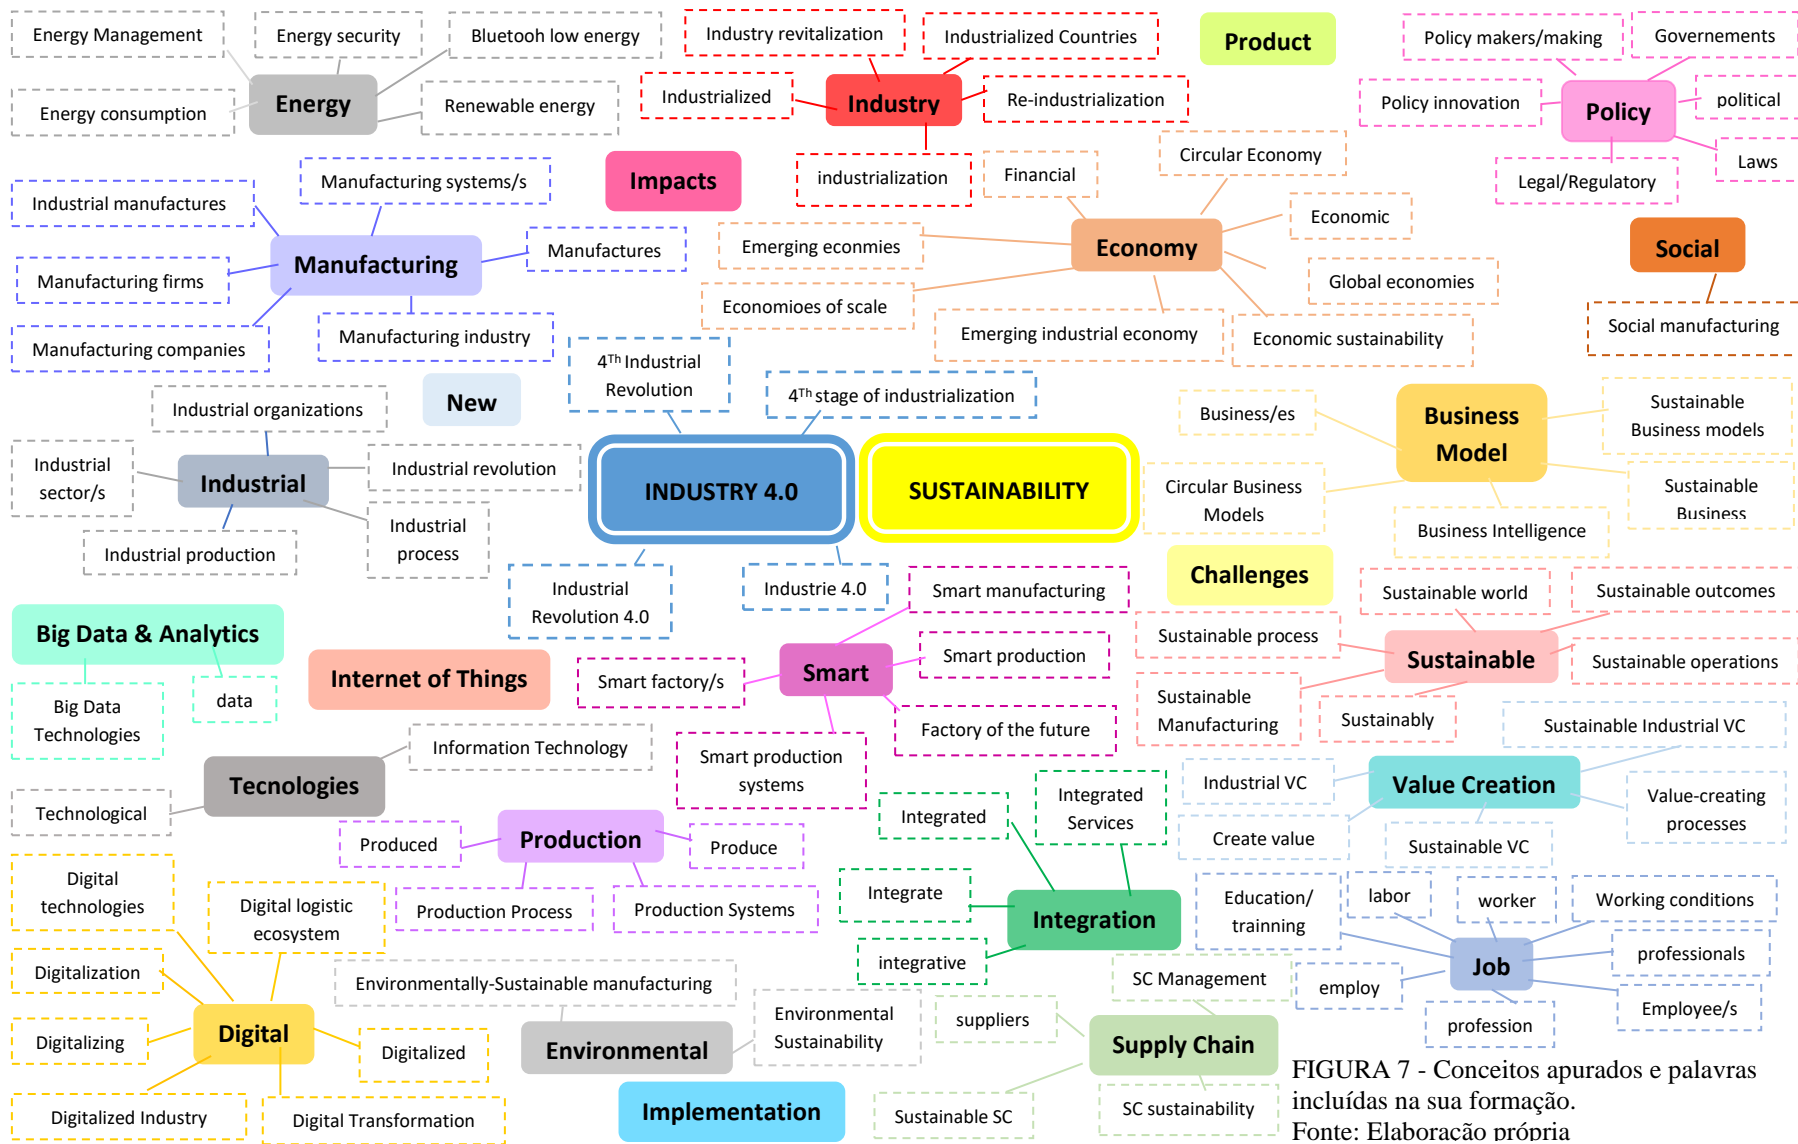 Energy Management
Energy security
Bluetooh low energy
Energy
Energy consumption
Renewable energy
Industry revitalization
Industrialized Countries
Industrialized
Industry
Re-industrialization
industrialization
Product
Policy makers/making
Governements
Policy innovation
Policy
political
Legal/Regulatory
Laws
Impacts
Manufacturing systems/s
Industrial manufactures
Manufacturing
Manufactures
Manufacturing firms
Manufacturing companies
Manufacturing industry
Financial
Circular Economy
Economic
Emerging econmies
Economy
Global economies
Economioes of scale
Emerging industrial economy
Economic sustainability
Social
Social manufacturing
New
Industrial organizations
Industrial
sector/s
Industrial
Industrial revolution
Industrial
process
Industrial production
4Th Industrial
Revolution
4Th stage of industrialization
INDUSTRY 4.0
SUSTAINABILITY
Industrial
Revolution 4.0
Industrie 4.0
Business/es
Business
Model
Sustainable
Business models
Circular Business
Models
Sustainable
Business
Business Intelligence
Challenges
Big Data & Analytics
Big Data
Technologies
data
Internet of Things
Smart manufacturing
Smart production
Smart factory/s
Smart
Factory of the future
Smart production
systems
Sustainable world
Sustainable outcomes
Sustainable process
Sustainable
Sustainable operations
Sustainable
Manufacturing
Sustainably
Information Technology
Tecnologies
Technological
Sustainable Industrial VC
Industrial VC
Value Creation
Value-creating
processes
Create value
Sustainable VC
Produced
Production
Produce
Production Process
Production Systems
Integrated
Integrated
Services
Integrate
Integration
integrative
Digital
technologies
Digital logistic
ecosystem
Digitalization
Digitalizing
Digital
Digitalized
Digitalized Industry
Digital Transformation
Environmentally-Sustainable manufacturing
Environmental
Environmental
Sustainability
Implementation
SC Management
suppliers
Supply Chain
Sustainable SC
SC sustainability
Education/
trainning
labor
worker
Working conditions
employ
Job
professionals
profession
Employee/s
FIGURA 7 - Conceitos apurados e palavras
incluídas na sua formação.
Fonte: Elaboração própria